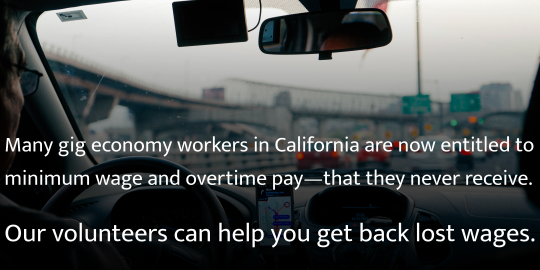 Many gig economy workers in California are now entitled to
minimum wage and overtime pay—that they never receive.
Our volunteers can help you get back lost wages.